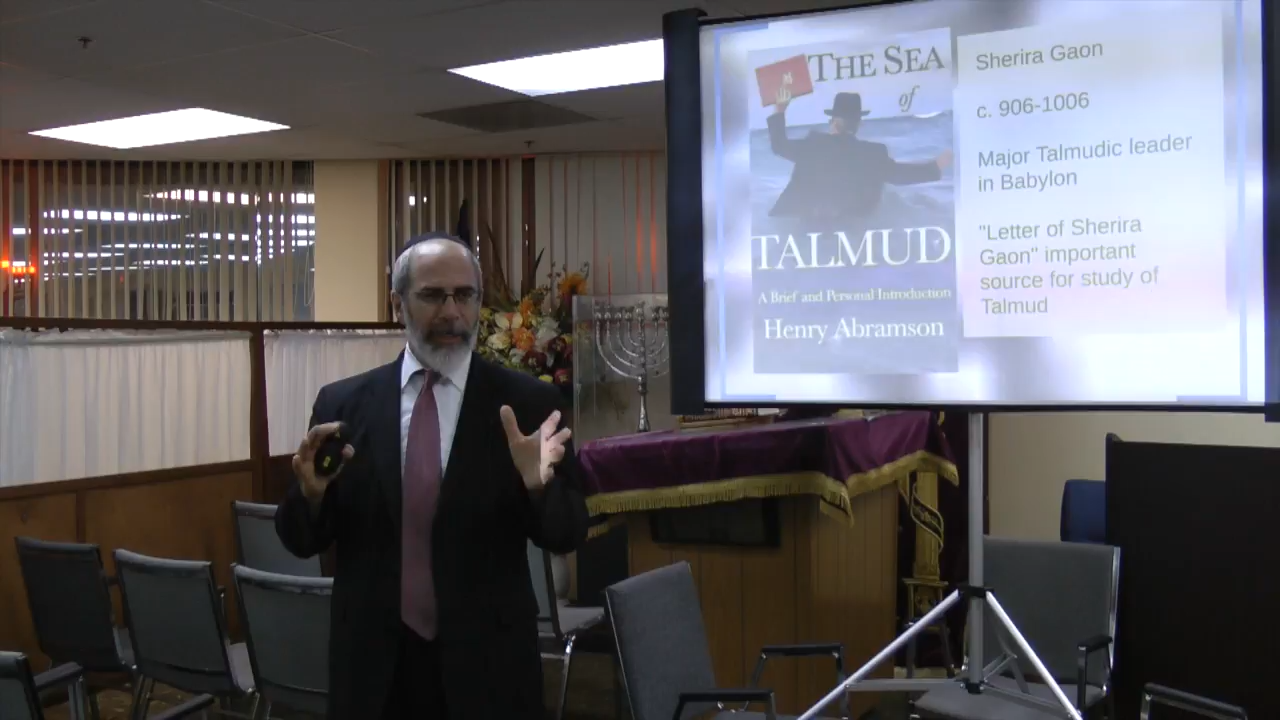 THE SEA
of
TALMUD
A Brief and Personal Introduction
Henry Abramson
Sherira Gaon
c. 906-1006
Major Talmudic leader
in Babylon
"Letter of Sherira
Gaon" important
source for study of
Talmud